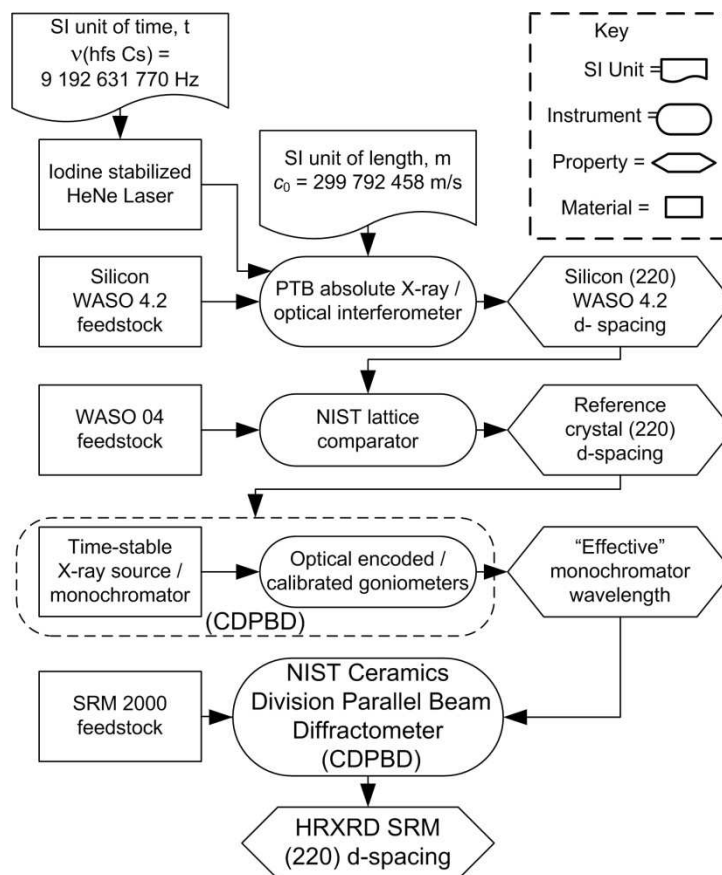 SI unit of time, t
ν(hfs Cs) =
9 192 631 770 Hz
Key
SI Unit =
Instrument =
Property =
Material =
Iodine stabilized
HeNe Laser
SI unit of length, m
c₀ = 299 792 458 m/s
Silicon
WASO 4.2
feedstock
PTB absolute X-ray /
optical interferometer
Silicon (220)
WASO 4.2
d- spacing
WASO 04
feedstock
NIST lattice
comparator
Reference
crystal (220)
d-spacing
Time-stable
X-ray source /
monochromator
Optical encoded /
calibrated goniometers
(CDPBD)
“Effective”
monochromator
wavelength
SRM 2000
feedstock
NIST Ceramics
Division Parallel Beam
Diffractometer
(CDPBD)
HRXRD SRM
(220) d-spacing